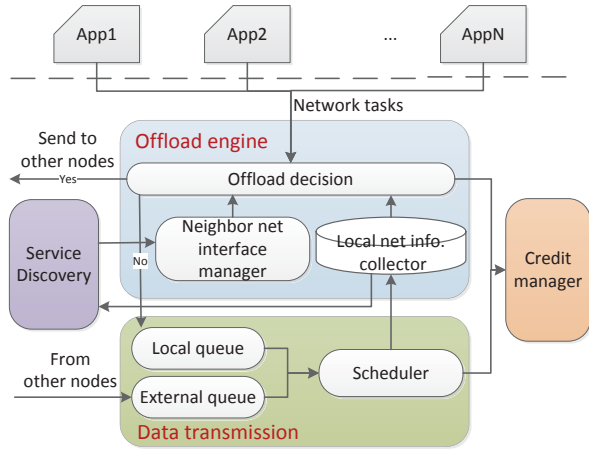 App1
App2
...
AppN
Network tasks
Send to
other nodes
Yes
Offload engine
Offload decision
Service
Discovery
Neighbor net
interface
manager
Local net info.
collector
Credit
manager
No
From
other nodes
Local queue
External queue
Scheduler
Data transmission